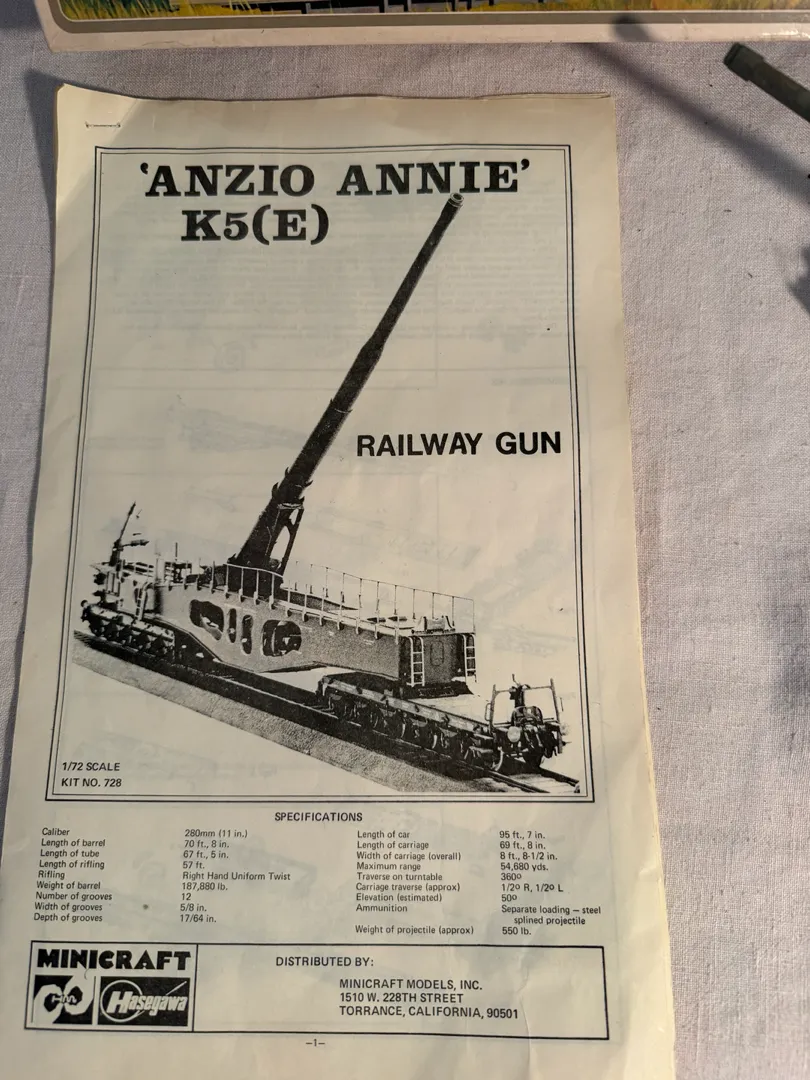 'ANZIO ANNIE'
K5(E)
RAILWAY GUN
1/72 SCALE
KIT NO. 728
SPECIFICATIONS
Caliber 280mm (11 in.)
Length of barrel 70 ft., 8 in.
Length of tube 67 ft., 5 in.
Length of rifling 57 ft.
Rifling Right Hand Uniform Twist
Weight of barrel 187,880 lb.
Number of grooves 12
Width of grooves 5/8 in.
Depth of grooves 17/64 in.
Length of car 95 ft., 7 in.
Length of carriage 69 ft., 8 in.
Width of carriage (overall) 8 ft., 8-1/2 in.
Maximum range 54,680 yds.
Traverse on turntable 360º
Carriage traverse (approx) 1/2º R, 1/2º L
Elevation (estimated) 50º
Ammunition Separate loading — steel
splined projectile
Weight of projectile (approx) 550 lb.
MINICRAFT
Hasegawa
DISTRIBUTED BY:
MINICRAFT MODELS, INC.
1510 W. 228TH STREET
TORRANCE, CALIFORNIA, 90501
—1—